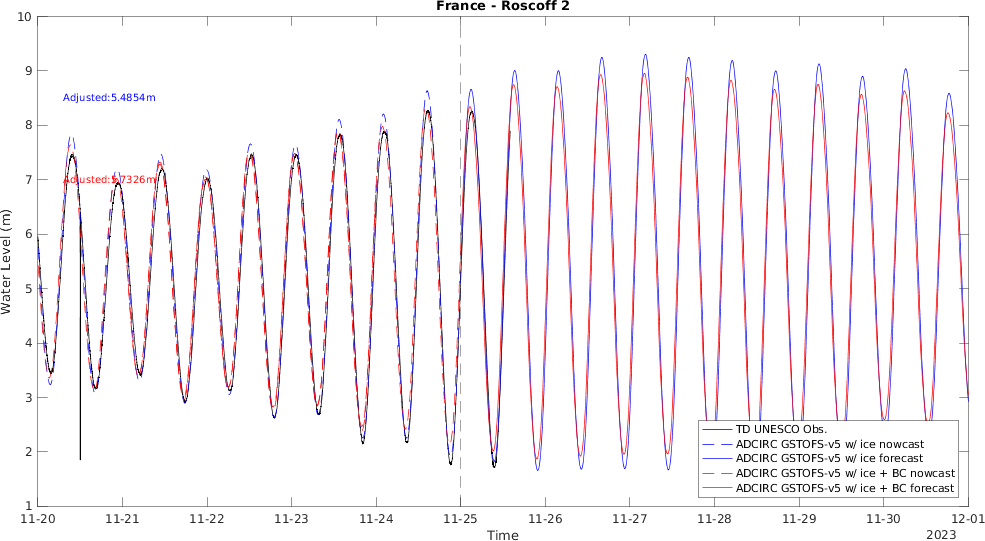 France - Roscoff 2
Water Level (m)
10
9
8
7
6
5
4
3
2
1
Adjusted:5.4854m
Adjusted:5.7326m
TD UNESCO Obs.
ADCIRC GSTOFS-v5 w/ ice nowcast
ADCIRC GSTOFS-v5 w/ ice forecast
ADCIRC GSTOFS-v5 w/ ice + BC nowcast
ADCIRC GSTOFS-v5 w/ ice + BC forecast
11-20 11-21 11-22 11-23 11-24 11-25 11-26 11-27 11-28 11-29 11-30 12-01
Time
2023